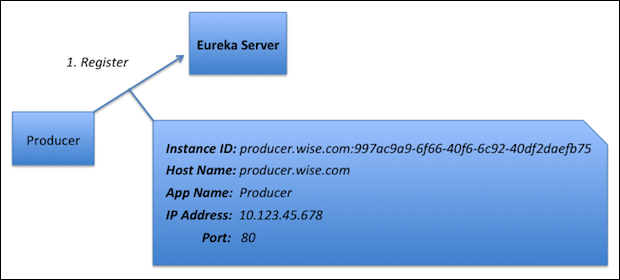 Eureka Server
1. Register
Producer
Instance ID: producer.wise.com:997ac9a9-6f66-40f6-6c92-40df2daefb75
Host Name: producer.wise.com
App Name: Producer
IP Address: 10.123.45.678
Port: 80